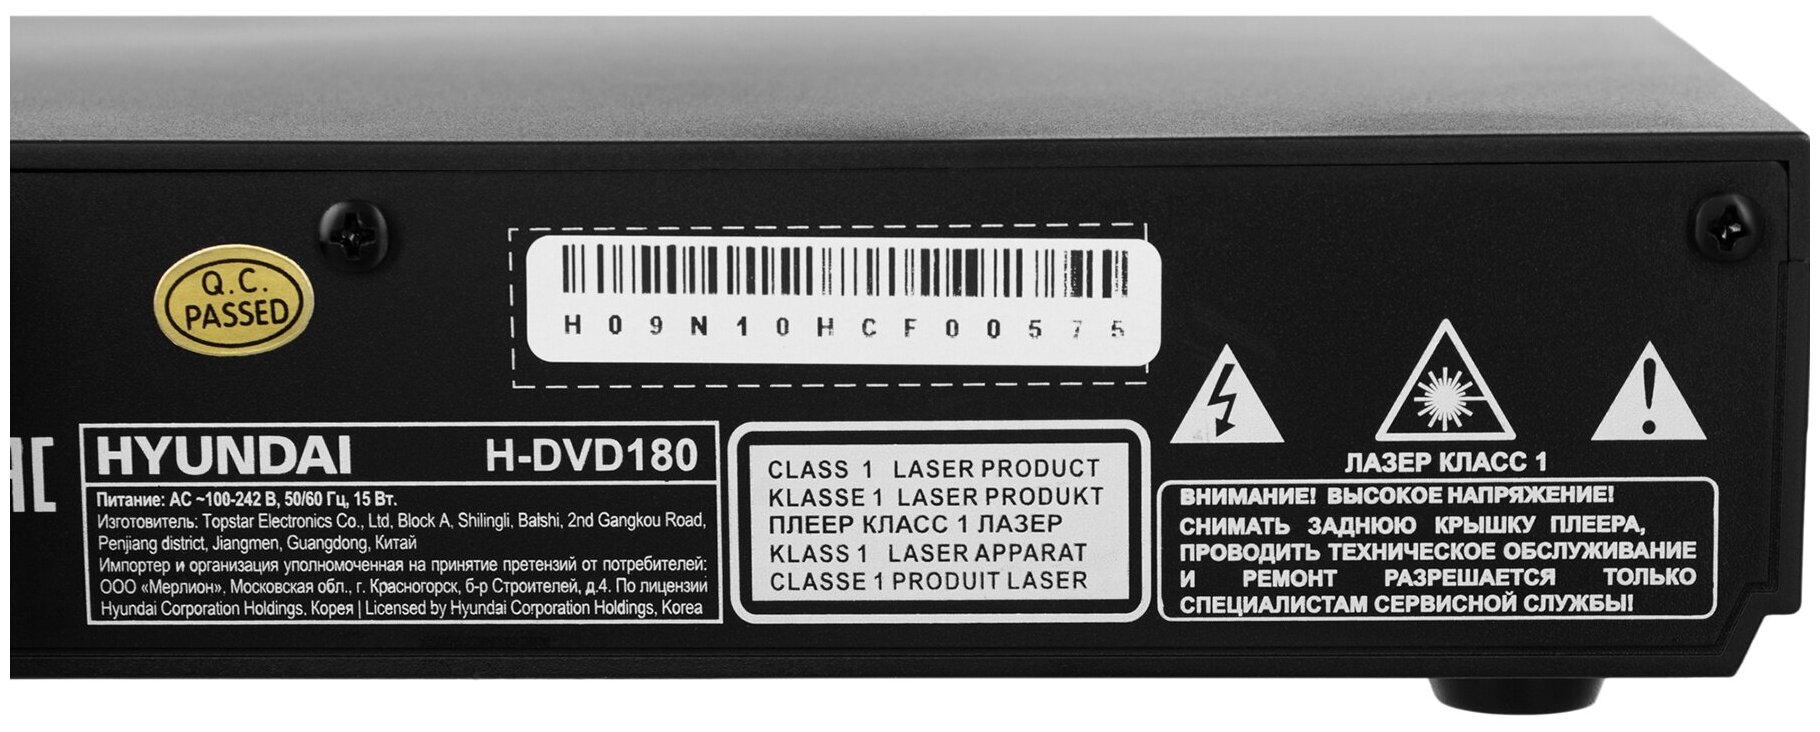 Q.C.
PASSED
H09N10HCF00575
HYUNDAI H-DVD180
Питание: AC ~100-242 В, 50/60 Гц, 15 Вт.
Изготовитель: Topstar Electronics Co., Ltd, Block A, Shilingli, Baishi, 2nd Gangkou Road,
Penjiang district, Jiangmen, Guangdong, Китай
Импортер и организация уполномоченная на принятие претензий от потребителей:
ООО «Мерлион», Московская обл., г. Красногорск, б-р Строителей, д.4. По лицензии
Hyundai Corporation Holdings, Корея | Licensed by Hyundai Corporation Holdings, Korea
CLASS 1 LASER PRODUCT
KLASSE 1 LASER PRODUKT
ПЛЕЕР КЛАСС 1 ЛАЗЕР
KLASS 1 LASER APPARAT
CLASSE 1 PRODUIT LASER
ЛАЗЕР КЛАСС 1
ВНИМАНИЕ! ВЫСОКОЕ НАПРЯЖЕНИЕ!
СНИМАТЬ ЗАДНЮЮ КРЫШКУ ПЛЕЕРА,
ПРОВОДИТЬ ТЕХНИЧЕСКОЕ ОБСЛУЖИВАНИЕ
И РЕМОНТ РАЗРЕШАЕТСЯ ТОЛЬКО
СПЕЦИАЛИСТАМ СЕРВИСНОЙ СЛУЖБЫ!